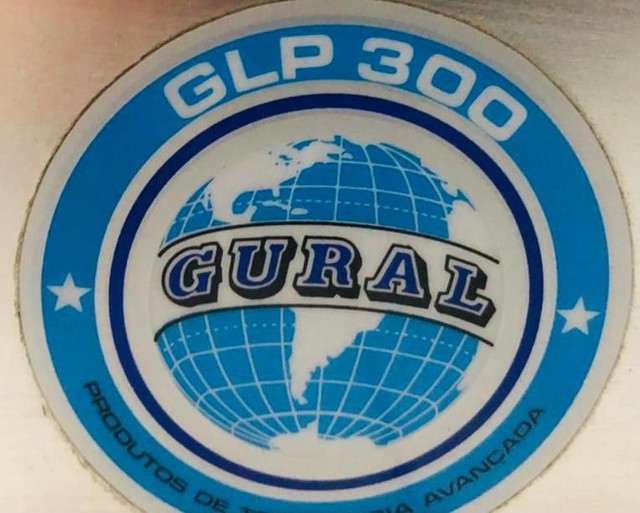 GLP 300
GURAL
PRODUTOS DE AVANÇADA